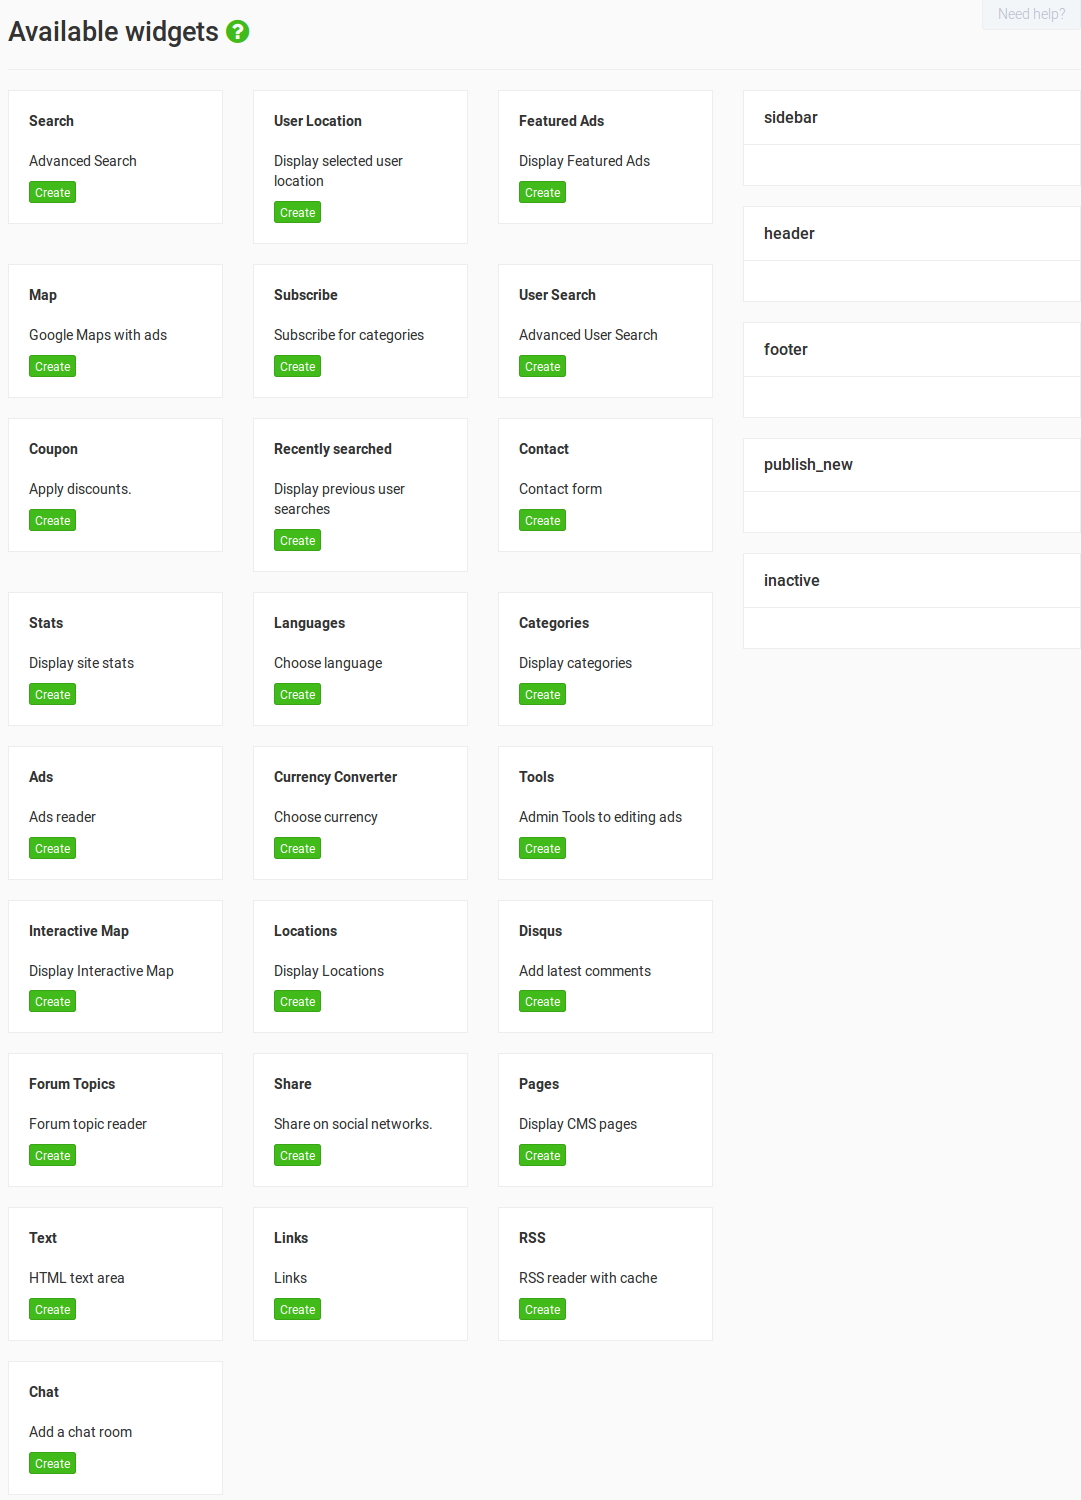 Need help?
Available widgets
Search
Advanced Search
Create
User Location
Display selected user
location
Create
Featured Ads
Display Featured Ads
Create
Map
Google Maps with ads
Create
Subscribe
Subscribe for categories
Create
User Search
Advanced User Search
Create
Coupon
Apply discounts.
Create
Recently searched
Display previous user
searches
Create
Contact
Contact form
Create
Stats
Display site stats
Create
Languages
Choose language
Create
Categories
Display categories
Create
Ads
Ads reader
Create
Currency Converter
Choose currency
Create
Tools
Admin Tools to editing ads
Create
Interactive Map
Display Interactive Map
Create
Locations
Display Locations
Create
Disqus
Add latest comments
Create
Forum Topics
Forum topic reader
Create
Share
Share on social networks.
Create
Pages
Display CMS pages
Create
Text
HTML text area
Create
Links
Links
Create
RSS
RSS reader with cache
Create
Chat
Add a chat room
Create
sidebar
header
footer
publish_new
inactive